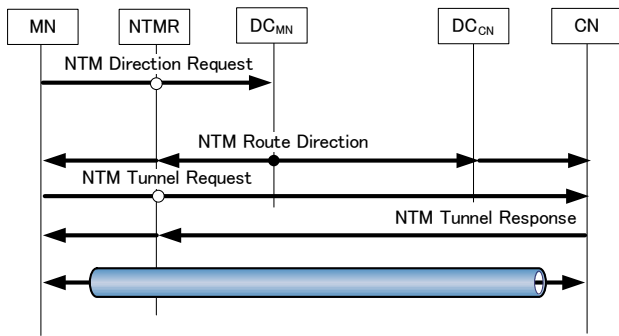 MN
NTMR
DCMN
DCCN
CN
NTM Direction Request
NTM Route Direction
NTM Tunnel Request
NTM Tunnel Response